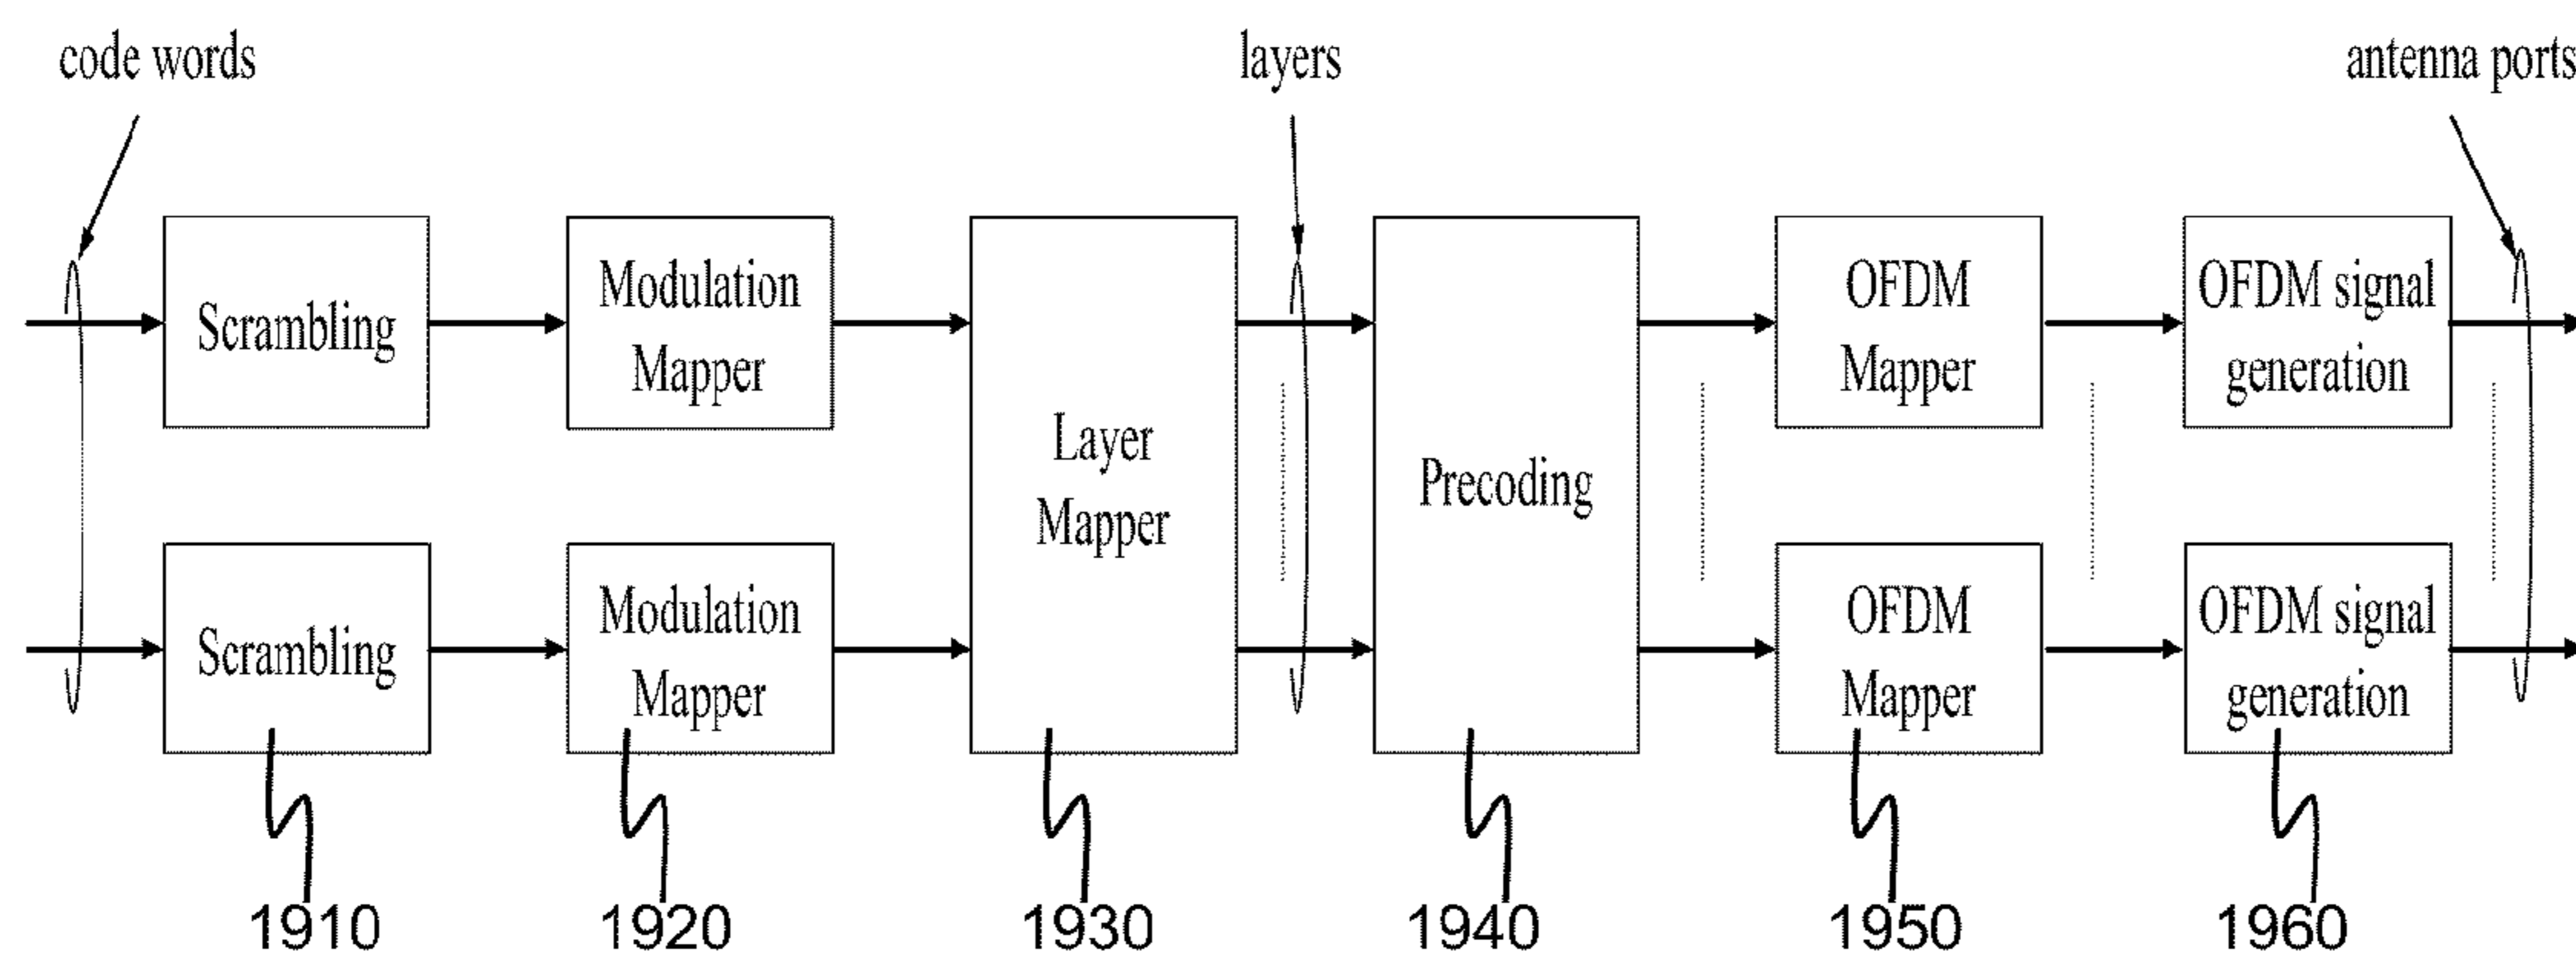 code words
layers
antenna ports
Scrambling
Modulation
Mapper
Layer
Mapper
Precoding
OFDM
Mapper
OFDM signal
generation
Scrambling
Modulation
Mapper
OFDM
Mapper
OFDM signal
generation
1910
1920
1930
1940
1950
1960